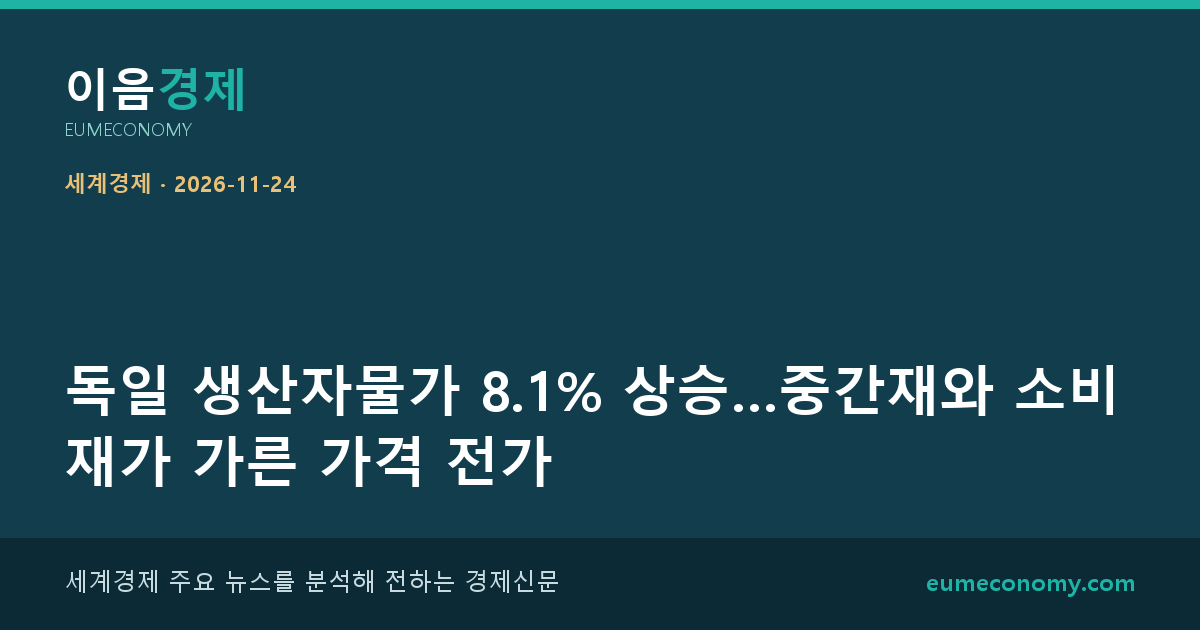 이음경제
EUMECONOMY
세계경제 · 2026-11-24
독일 생산자물가 8.1% 상승...중간재와 소비
재가 가른 가격 전가
세계경제 주요 뉴스를 분석해 전하는 경제신문
eumeconomy.com